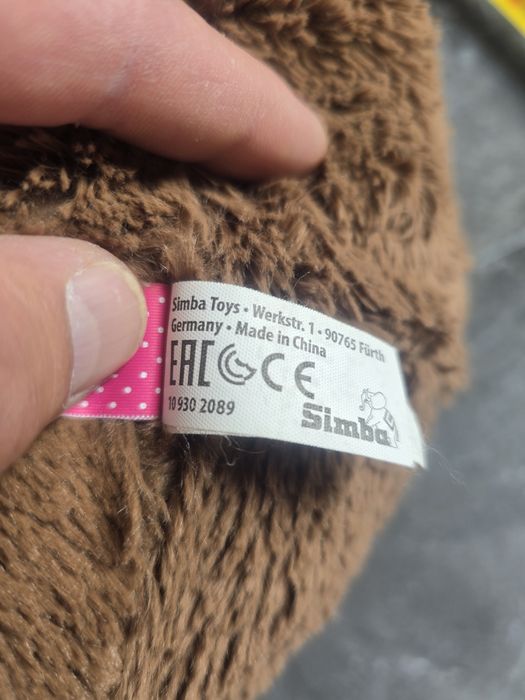 Simba Toys • Werkstr. 1 • 90765 Fürth
Germany • Made in China
EAC CE
10 930 2089
Simba